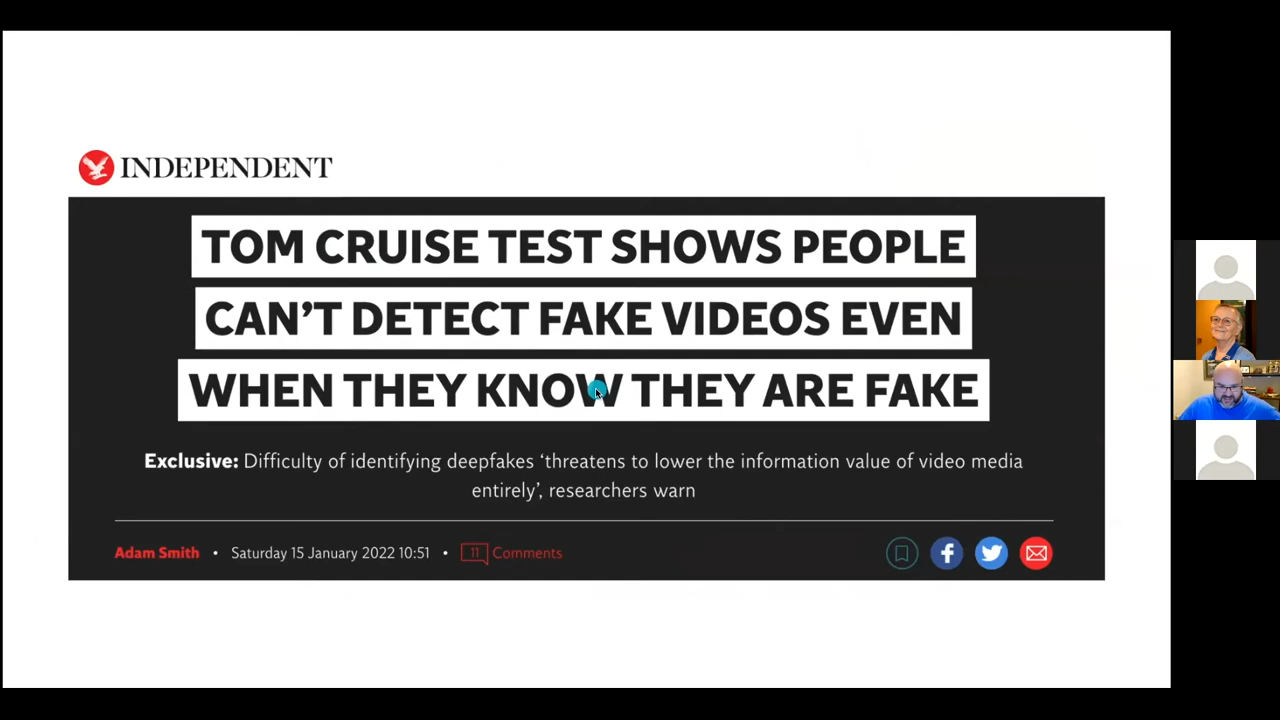 INDEPENDENT
TOM CRUISE TEST SHOWS PEOPLE
CAN’T DETECT FAKE VIDEOS EVEN
WHEN THEY KNOW THEY ARE FAKE
Exclusive: Difficulty of identifying deepfakes ‘threatens to lower the information value of video media
entirely’, researchers warn
Adam Smith • Saturday 15 January 2022 10:51 • 11 Comments